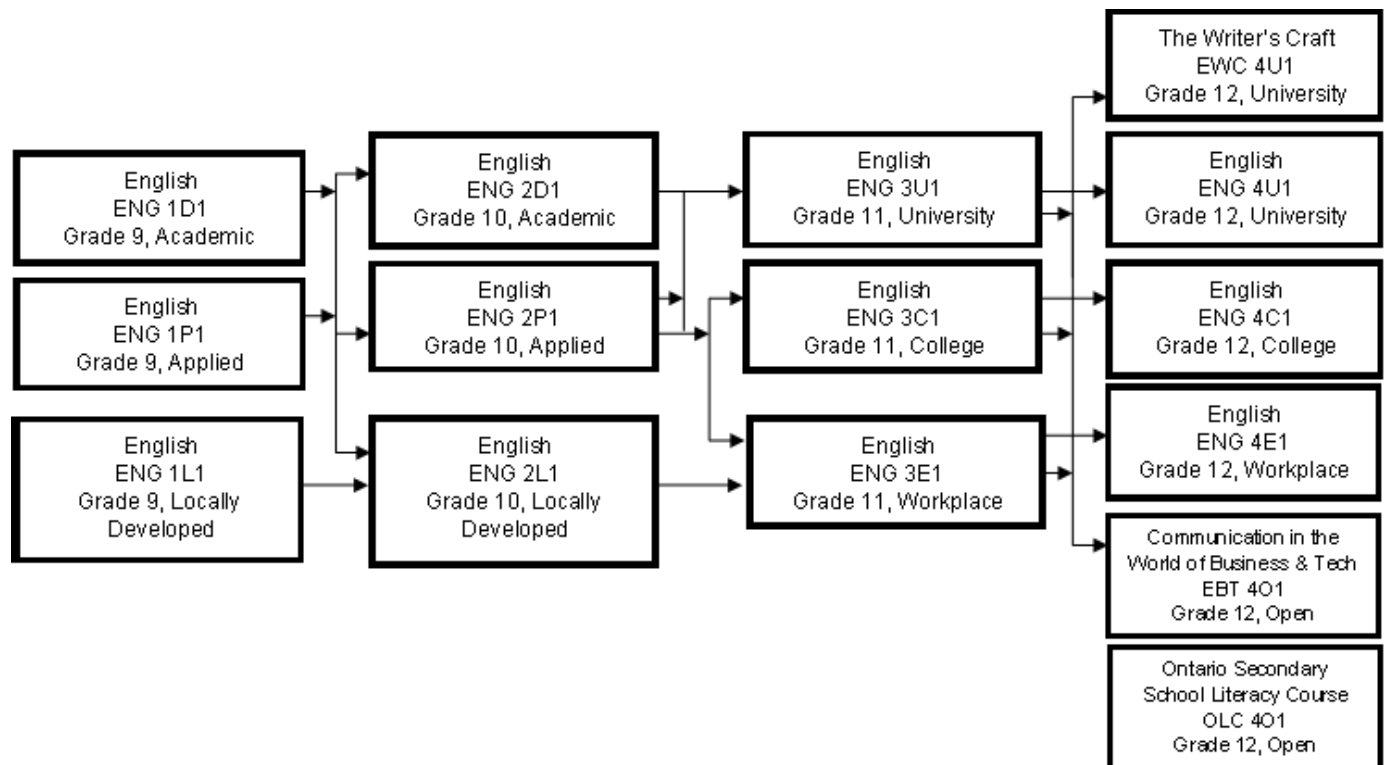 English
ENG 1D1
Grade 9, Academic
English
ENG 1P1
Grade 9, Applied
English
ENG 1L1
Grade 9, Locally
Developed
English
ENG 2D1
Grade 10, Academic
English
ENG 2P1
Grade 10, Applied
English
ENG 2L1
Grade 10, Locally
Developed
English
ENG 3U1
Grade 11, University
English
ENG 3C1
Grade 11, College
English
ENG 3E1
Grade 11, Workplace
The Writer's Craft
EWC 4U1
Grade 12, University
English
ENG 4U1
Grade 12, University
English
ENG 4C1
Grade 12, College
English
ENG 4E1
Grade 12, Workplace
Communication in the
World of Business & Tech
EBT 4O1
Grade 12, Open
Ontario Secondary
School Literacy Course
OLC 4O1
Grade 12, Open